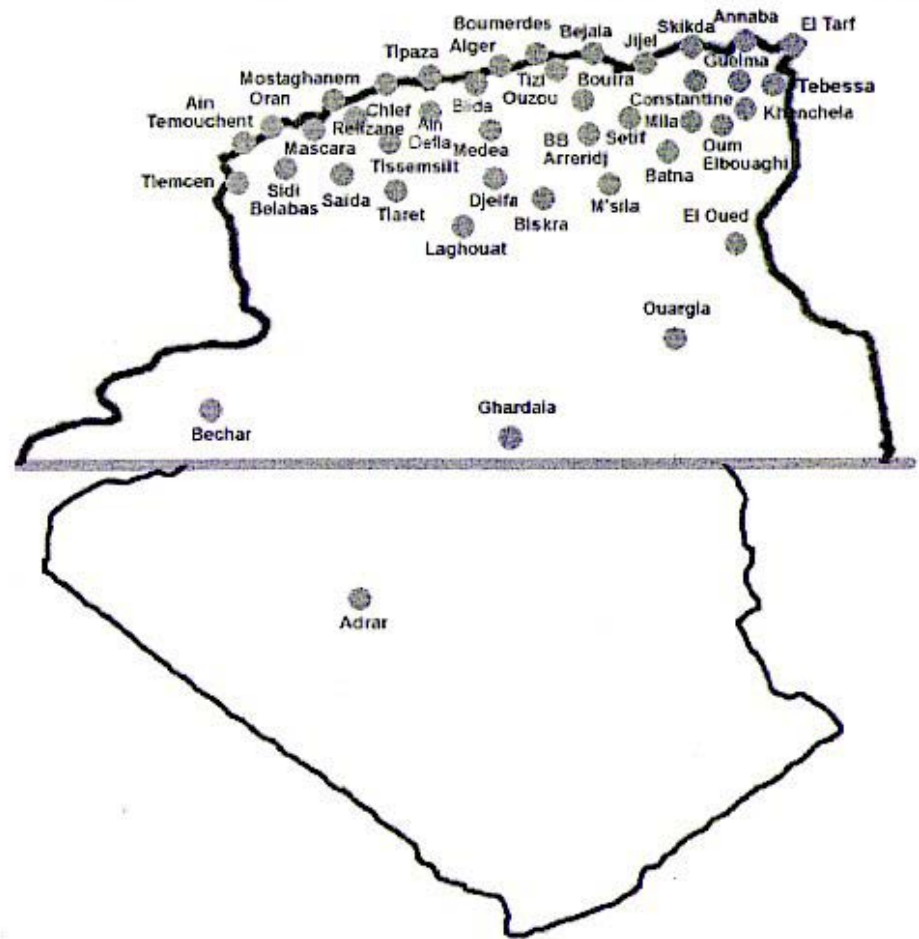 Boumerdes
Bejaia
Skikda
Annaba
El Tarf
Tipaza
Alger
Jijel
Guelma
Mostaghanem
Oran
Tizi
Ouzou
Bouira
Tebessa
Ain
Temouchent
Chlef
Relizane
Blida
Constantine
Khenchela
Ain
Defla
Mila
Mascara
Medea
BB
Arreridj
Setif
Oum
Elbouaghi
Tissemsilt
Batna
Tlemcen
Sidi
Belabas
Saida
Tiaret
Djelfa
Biskra
M'sila
El Oued
Laghouat
Ouargla
Ghardaia
Bechar
Adrar